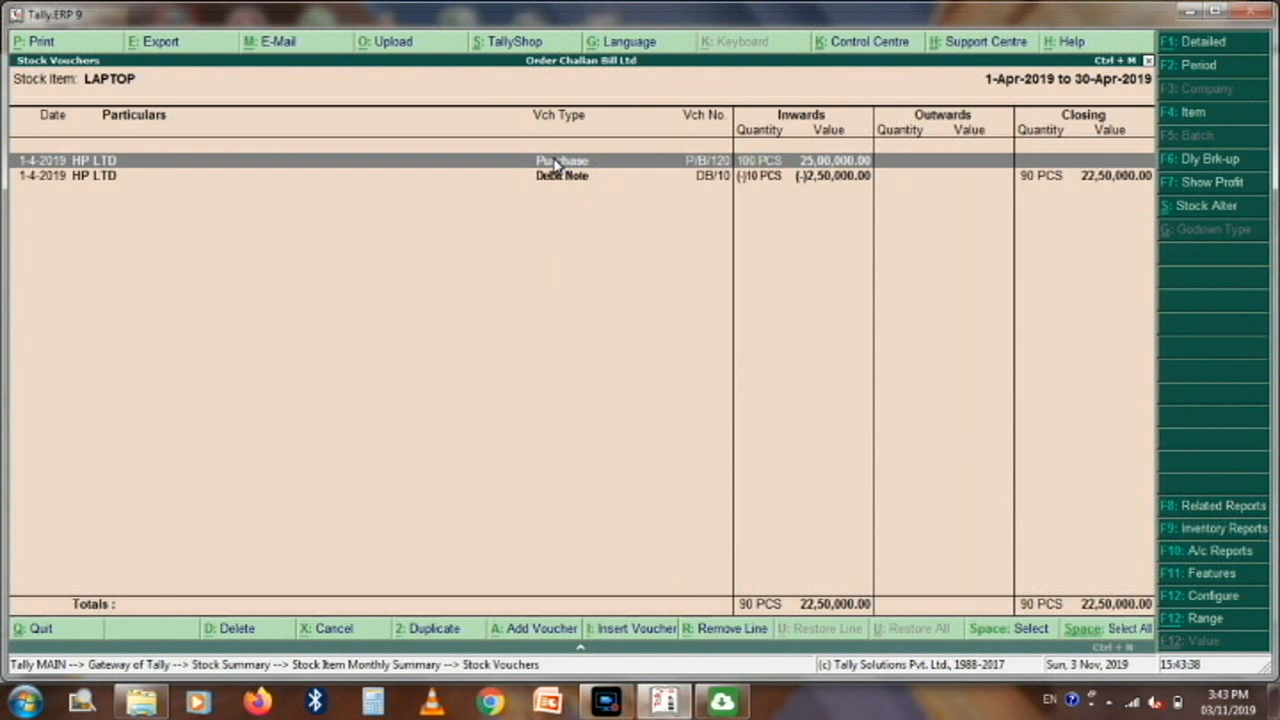 Tally.ERP 9
P: Print E: Export M: E-Mail O: Upload S: TallyShop G: Language K: Keyboard K: Control Centre H: Support Centre H: Help
Stock Vouchers Order Challan Bill Ltd Ctrl + M
Stock Item: LAPTOP 1-Apr-2019 to 30-Apr-2019
Date Particulars Vch Type Vch No. Inwards Outwards Closing
Quantity Value Quantity Value Quantity Value
1-4-2019 HP LTD Purchase P/B/120 100 PCS 25,00,000.00
1-4-2019 HP LTD Debit Note DB/10 (-)10 PCS (-)2,50,000.00 90 PCS 22,50,000.00
Totals : 90 PCS 22,50,000.00 90 PCS 22,50,000.00
F1: Detailed
F2: Period
F3: Company
F4: Item
F5: Batch
F6: Dly Brk-up
F7: Show Profit
S: Stock Alter
G: Godown Type
F8: Related Reports
F9: Inventory Reports
F10: A/c Reports
F11: Features
F12: Configure
F12: Range
F12: Value
Q: Quit D: Delete X: Cancel 2: Duplicate A: Add Voucher I: Insert Voucher R: Remove Line U: Restore Line U: Restore All Space: Select Space: Select All
Ctrl + N
Tally MAIN --> Gateway of Tally --> Stock Summary --> Stock Item Monthly Summary --> Stock Vouchers (c) Tally Solutions Pvt. Ltd., 1988-2017 Sun, 3 Nov, 2019 15:43:38
EN 3:43 PM
03/11/2019